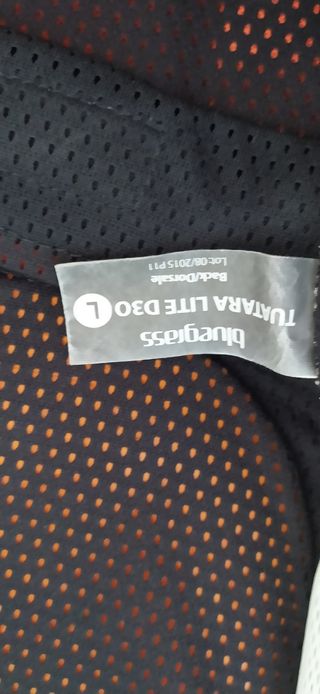 bluegrass
TUATARA LITE D3O L
Back/Dorsale
Lot: 08/2015 P11